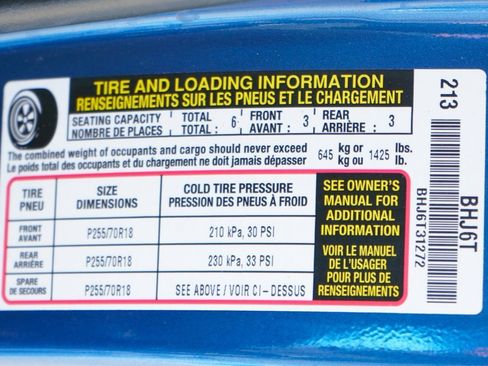 TIRE AND LOADING INFORMATION
RENSEIGNEMENTS SUR LES PNEUS ET LE CHARGEMENT
SEATING CAPACITY TOTAL 6 FRONT 3 REAR 3
NOMBRE DE PLACES TOTAL : AVANT : ARRIÈRE :
The combined weight of occupants and cargo should never exceed 645 kg or 1425 lbs.
Le poids total des occupants et du chargement ne doit jamais dépasser kg ou lb.
TIRE SIZE COLD TIRE PRESSURE
PNEU DIMENSIONS PRESSION DES PNEUS À FROID
FRONT
AVANT P255/70R18 210 kPa, 30 PSI
REAR
ARRIÈRE P255/70R18 230 kPa, 33 PSI
SPARE
DE SECOURS P255/70R18 SEE ABOVE / VOIR CI-DESSUS
SEE OWNER'S
MANUAL FOR
ADDITIONAL
INFORMATION
VOIR LE MANUEL
DE L'USAGER
POUR PLUS DE
RENSEIGNEMENTS
213
BHJ6T31272
BHJ6T